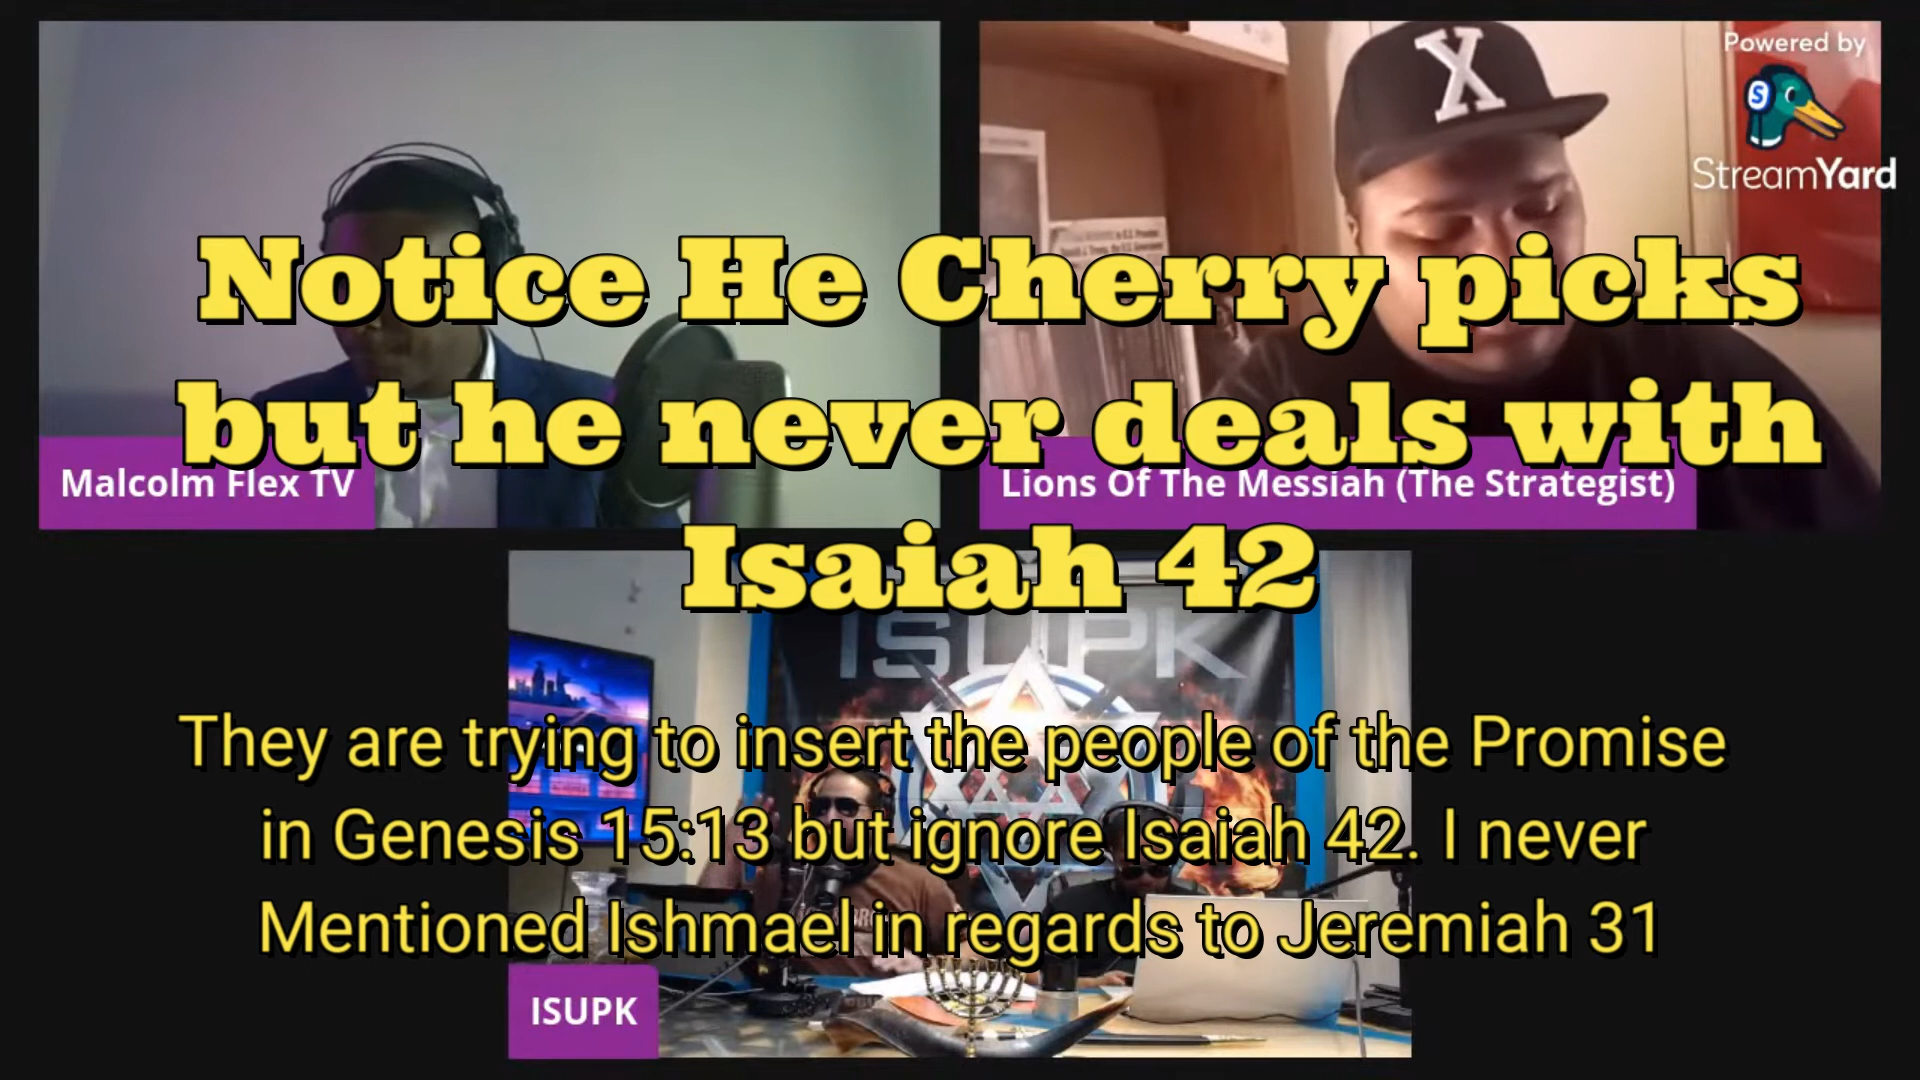 Powered by
StreamYard
X
Notice He Cherry picks
but he never deals with
Malcolm Flex TV
Lions Of The Messiah (The Strategist)
Isaiah 42
ISUPK
They are trying to insert the people of the Promise
in Genesis 15:13 but ignore Isaiah 42. I never
Mentioned Ishmael in regards to Jeremiah 31
ISUPK